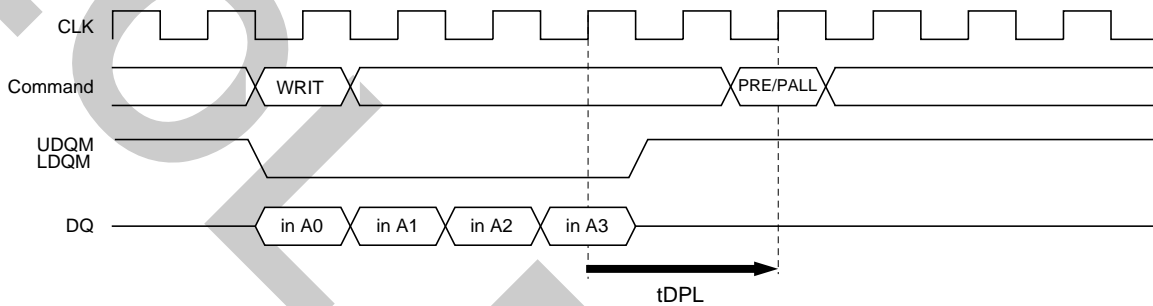 CLK
Command
WRIT
PRE/PALL
UDQM
LDQM
DQ
in A0
in A1
in A2
in A3
tDPL